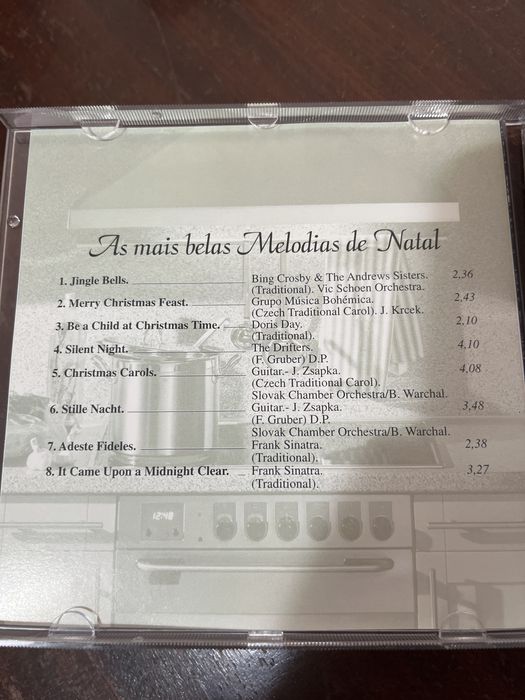 As mais belas Melodias de Natal
1. Jingle Bells. Bing Crosby & The Andrews Sisters. 2,36
(Traditional). Vic Schoen Orchestra.
2. Merry Christmas Feast. Grupo Música Bohémica. 2,43
(Czech Traditional Carol). J. Krcek.
3. Be a Child at Christmas Time. Doris Day. 2,10
(Traditional).
4. Silent Night. The Drifters. 4,10
(F. Gruber) D.P.
5. Christmas Carols. Guitar.- J. Zsapka. 4,08
(Czech Traditional Carol).
Slovak Chamber Orchestra/B. Warchal.
6. Stille Nacht. Guitar.- J. Zsapka. 3,48
(F. Gruber) D.P.
Slovak Chamber Orchestra/B. Warchal.
7. Adeste Fideles. Frank Sinatra. 2,38
(Traditional).
8. It Came Upon a Midnight Clear. Frank Sinatra. 3,27
(Traditional).
12:48